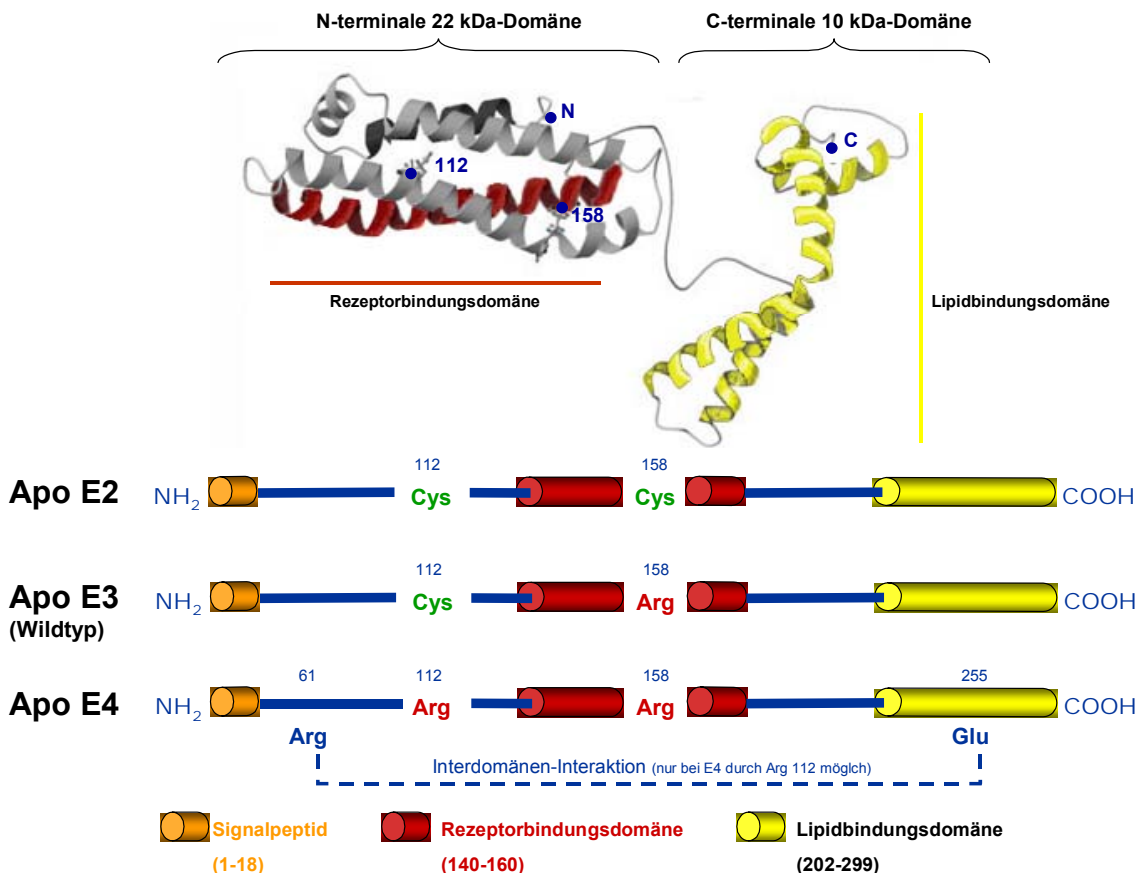 N-terminale 22 kDa-Domäne
C-terminale 10 kDa-Domäne
N
C
112
158
Rezeptorbindungsdomäne
Lipidbindungsdomäne
112 158
Apo E2 NH2 Cys Cys COOH
112 158
Apo E3 NH2 Cys Arg COOH
(Wildtyp)
61 112 158 255
Apo E4 NH2 Arg Arg COOH
Arg Glu
Interdomänen-Interaktion (nur bei E4 durch Arg 112 möglch)
Signalpeptid Rezeptorbindungsdomäne Lipidbindungsdomäne
(1-18) (140-160) (202-299)